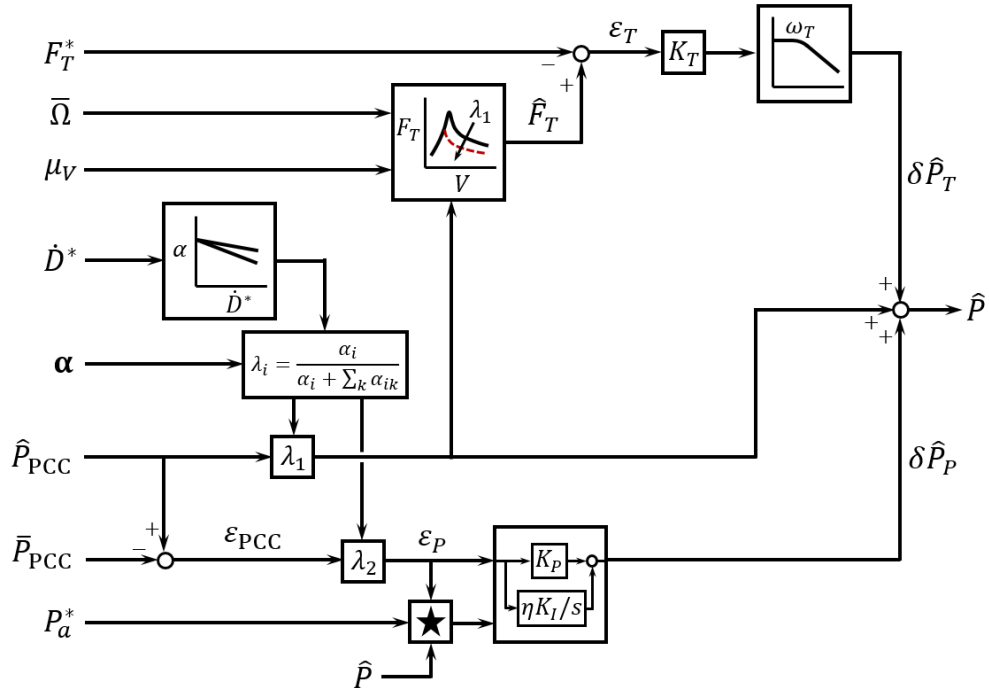 F_T^* − ε_T K_T ω_T
+
Ω̄ F_T λ_1 V F̂_T
μ_V δP̂_T
Ḋ^* α Ḋ^*
+ + + P̂
α λ_i = α_i / (α_i + ∑_k α_ik)
P̂_PCC λ_1 δP̂_P
+
P̄_PCC − ε_PCC λ_2 ε_P K_P
ηK_I/s
P_a^* ★
P̂